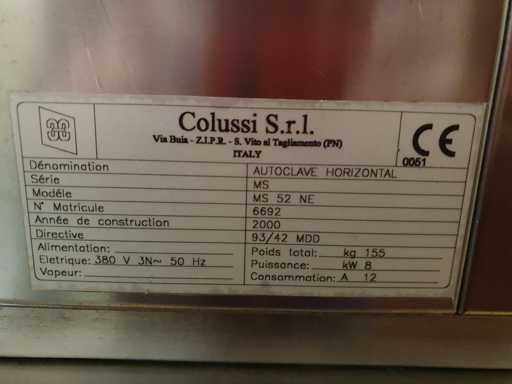 Colussi S.r.l.
Via Buia - Z.I.P.R. - S. Vito al Tagliamento (PN)
ITALY
CE
0051
Dénomination AUTOCLAVE HORIZONTAL
Série MS
Modéle MS 52 NE
N° Matricule 6692
Année de construction 2000
Directive 93/42 MDD
Alimentation: Poids total: kg 155
Eletrique: 380 V 3N~ 50 Hz Puissance: kW 8
Vapeur: Consommation: A 12